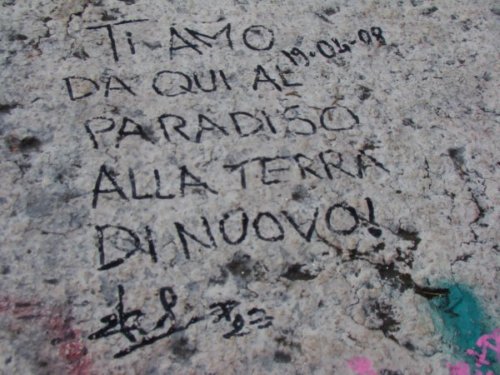 TI AMO 19-04-08
DA QUI AL
PARADISO
ALLA TERRA
DI NUOVO!